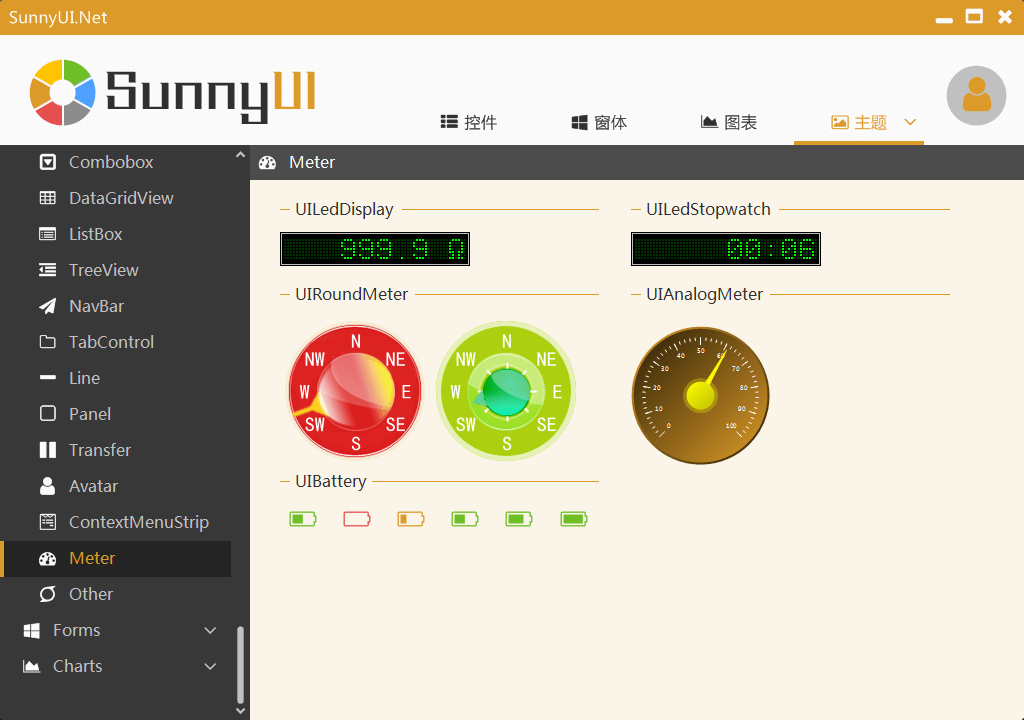 SunnyUI.Net
SunnyUI
控件
窗体
图表
主题
Combobox
DataGridView
ListBox
TreeView
NavBar
TabControl
Line
Panel
Transfer
Avatar
ContextMenuStrip
Meter
Other
Forms
Charts
Meter
UILedDisplay
999.9 Ω
UILedStopwatch
00:06
UIRoundMeter
N
NW NE
W E
SW SE
S
N
NW NE
W E
SW SE
S
UIAnalogMeter
0
10
20
30
40
50
60
70
80
90
100
UIBattery